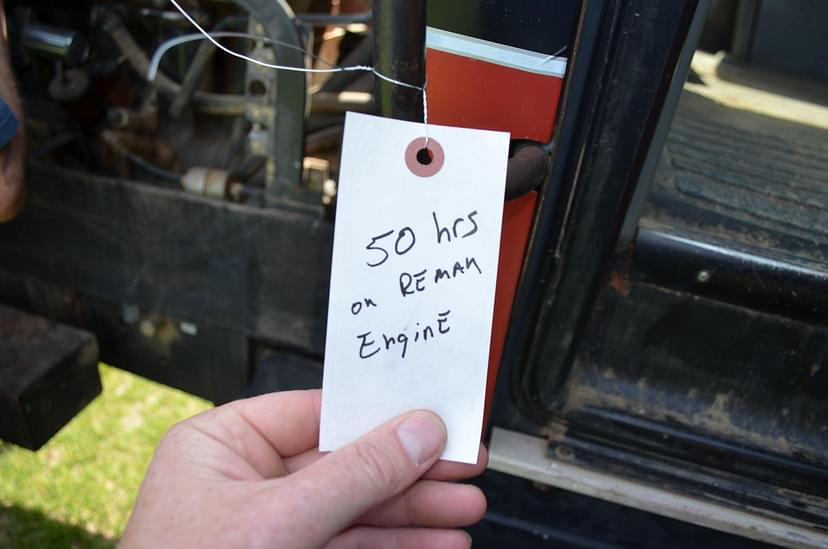 50 hrs
on REMAN
EnginE